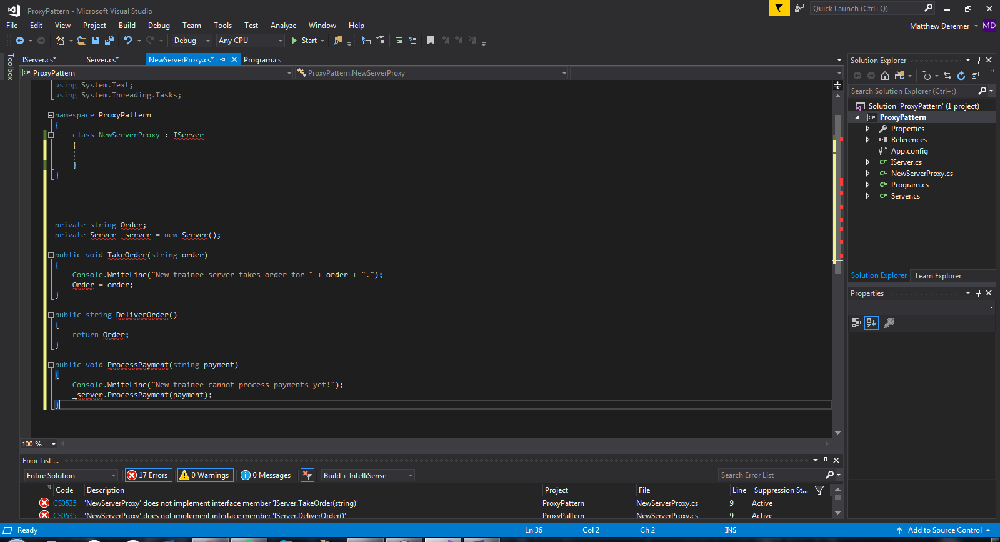 ProxyPattern - Microsoft Visual Studio
Quick Launch (Ctrl+Q)
File Edit View Project Build Debug Team Tools Test Analyze Window Help
Matthew Deremer MD
Debug Any CPU Start
Toolbox
IServer.cs* Server.cs* NewServerProxy.cs* Program.cs
C# ProxyPattern ProxyPattern.NewServerProxy
using System.Text;
using System.Threading.Tasks;
namespace ProxyPattern
{
class NewServerProxy : IServer
{
}
}
private string Order;
private Server _server = new Server();
public void TakeOrder(string order)
{
Console.WriteLine("New trainee server takes order for " + order + ".");
Order = order;
}
public string DeliverOrder()
{
return Order;
}
public void ProcessPayment(string payment)
{
Console.WriteLine("New trainee cannot process payments yet!");
_server.ProcessPayment(payment);
}
100 %
Solution Explorer
Search Solution Explorer (Ctrl+;)
Solution 'ProxyPattern' (1 project)
C# ProxyPattern
Properties
References
App.config
C# IServer.cs
C# NewServerProxy.cs
C# Program.cs
C# Server.cs
Solution Explorer Team Explorer
Properties
Error List ...
Entire Solution 17 Errors 0 Warnings 0 Messages Build + IntelliSense Search Error List
Code Description Project File Line Suppression St...
CS0535 'NewServerProxy' does not implement interface member 'IServer.TakeOrder(string)' ProxyPattern NewServerProxy.cs 9 Active
CS0535 'NewServerProxy' does not implement interface member 'IServer.DeliverOrder()' ProxyPattern NewServerProxy.cs 9 Active
Ready Ln 36 Col 2 Ch 2 INS Add to Source Control